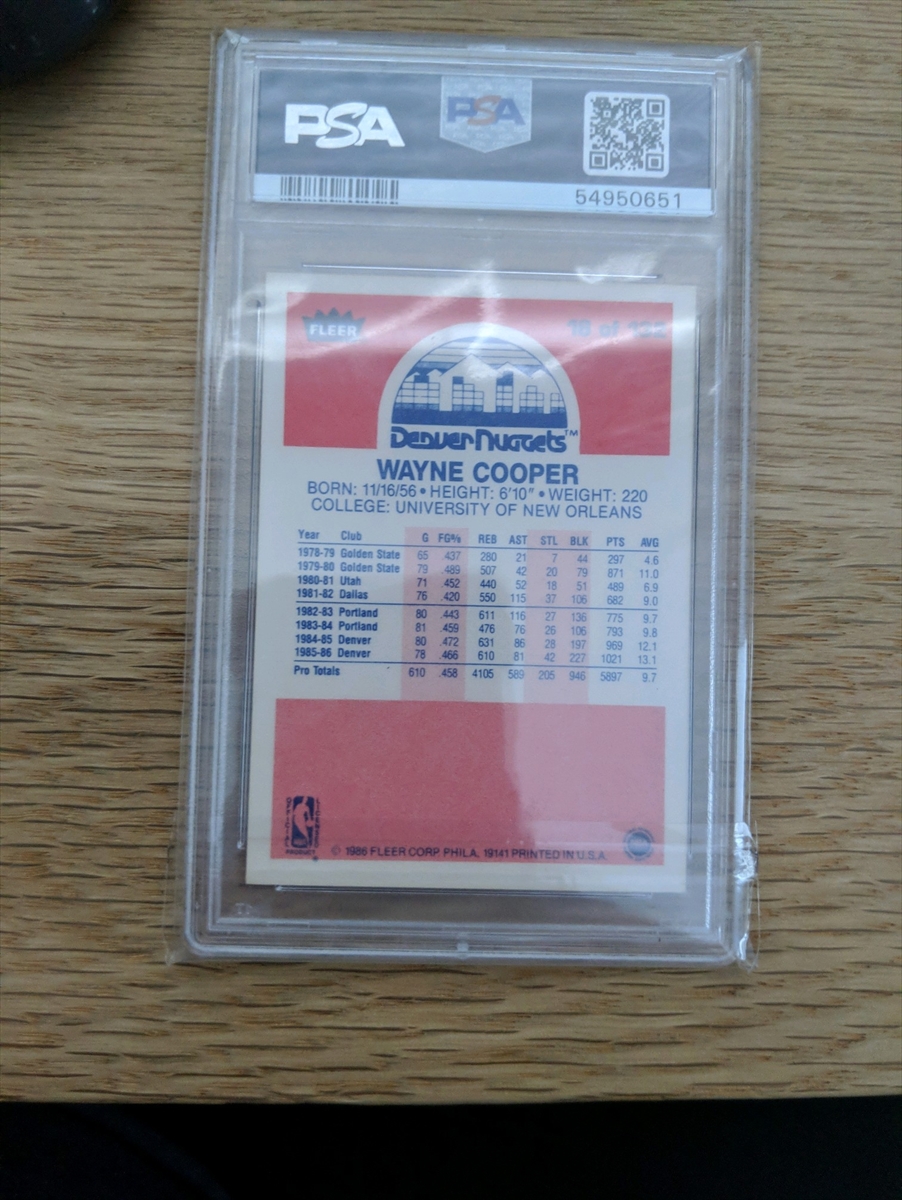 PSA
PSA
54950651
FLEER
18 of 132
Denver Nuggets™
WAYNE COOPER
BORN: 11/16/56 • HEIGHT: 6'10" • WEIGHT: 220
COLLEGE: UNIVERSITY OF NEW ORLEANS
Year Club G FG% REB AST STL BLK PTS AVG
1978-79 Golden State 65 .437 280 21 7 44 297 4.6
1979-80 Golden State 79 .489 507 42 20 79 871 11.0
1980-81 Utah 71 .452 440 52 18 51 489 6.9
1981-82 Dallas 76 .420 550 115 37 106 682 9.0
1982-83 Portland 80 .443 611 116 27 136 775 9.7
1983-84 Portland 81 .459 476 76 26 106 793 9.8
1984-85 Denver 80 .472 631 86 28 197 969 12.1
1985-86 Denver 78 .466 610 81 42 227 1021 13.1
Pro Totals 610 .458 4105 589 205 946 5897 9.7
OFFICIAL LICENSED
PRODUCT
© 1986 FLEER CORP. PHILA. 19141 PRINTED IN U.S.A.